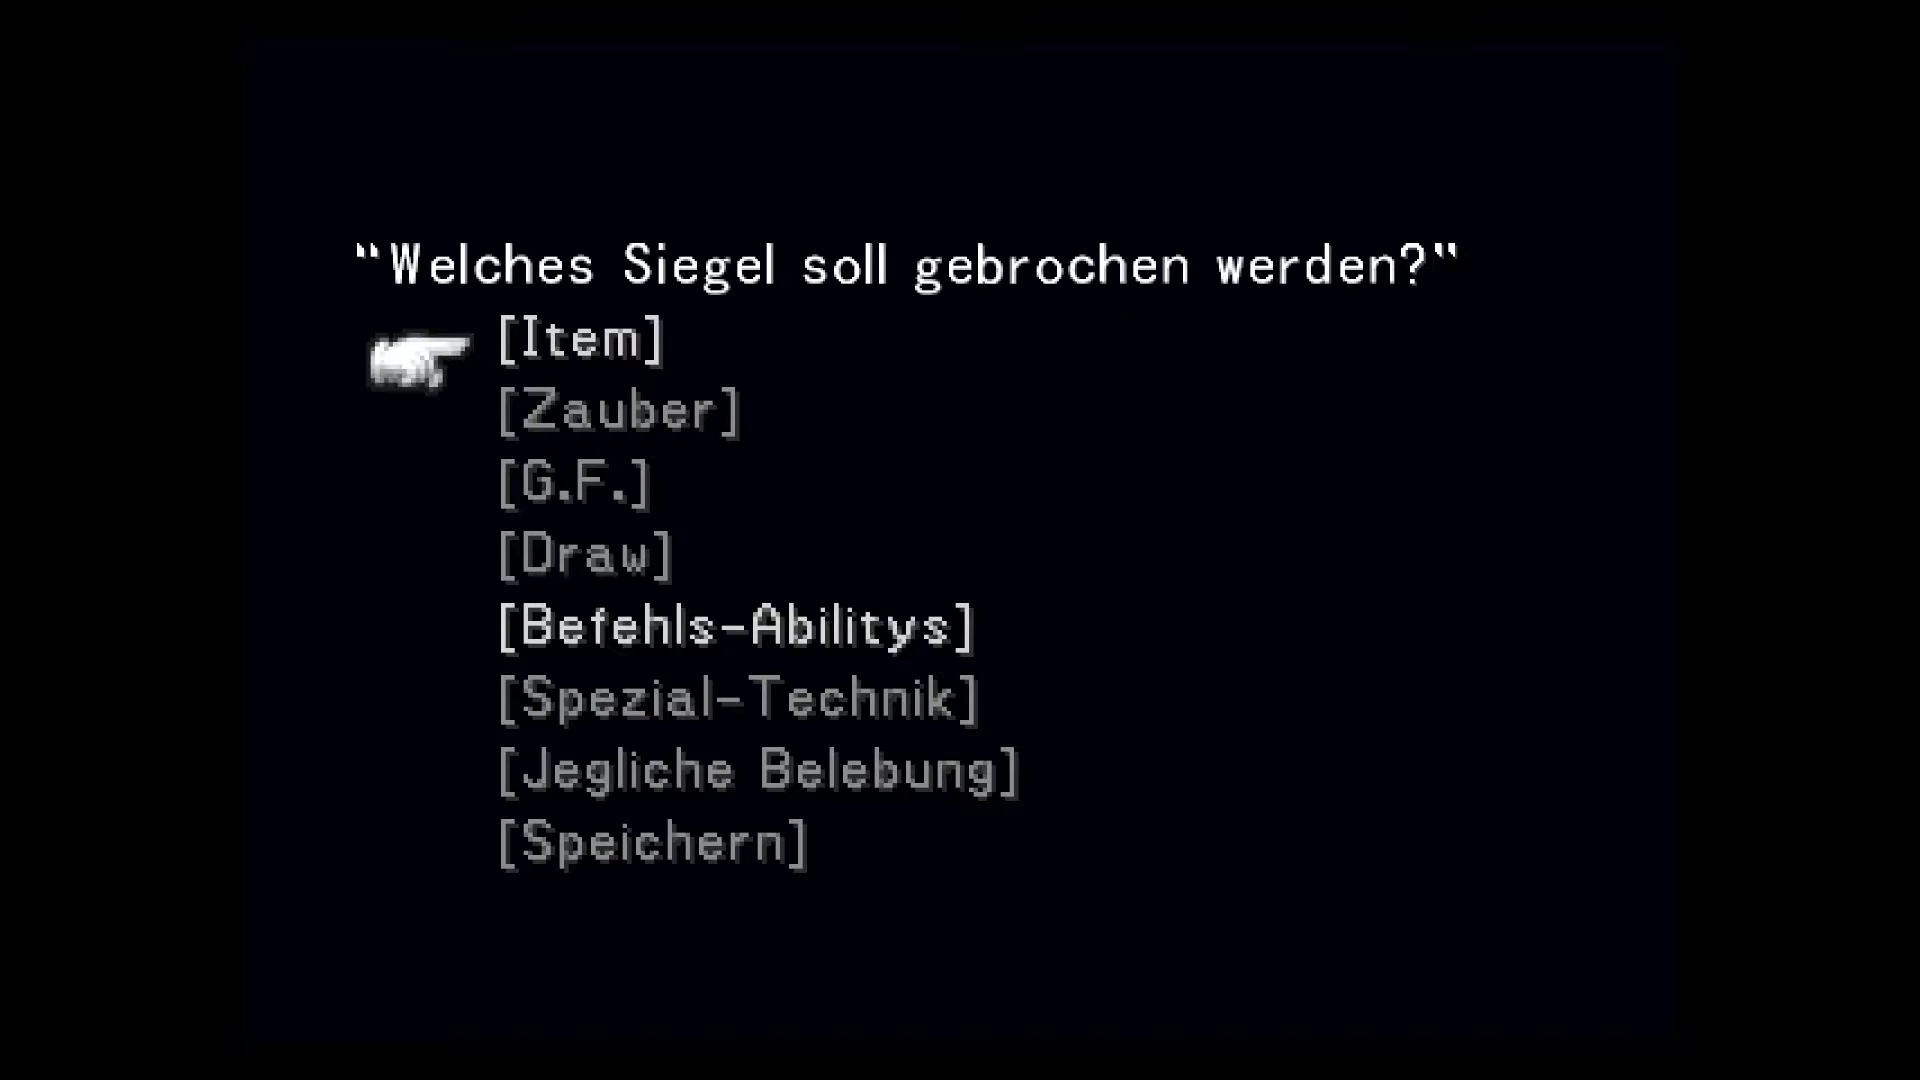 “Welches Siegel soll gebrochen werden?”
[Item]
[Zauber]
[G.F.]
[Draw]
[Befehls-Abilitys]
[Spezial-Technik]
[Jegliche Belebung]
[Speichern]